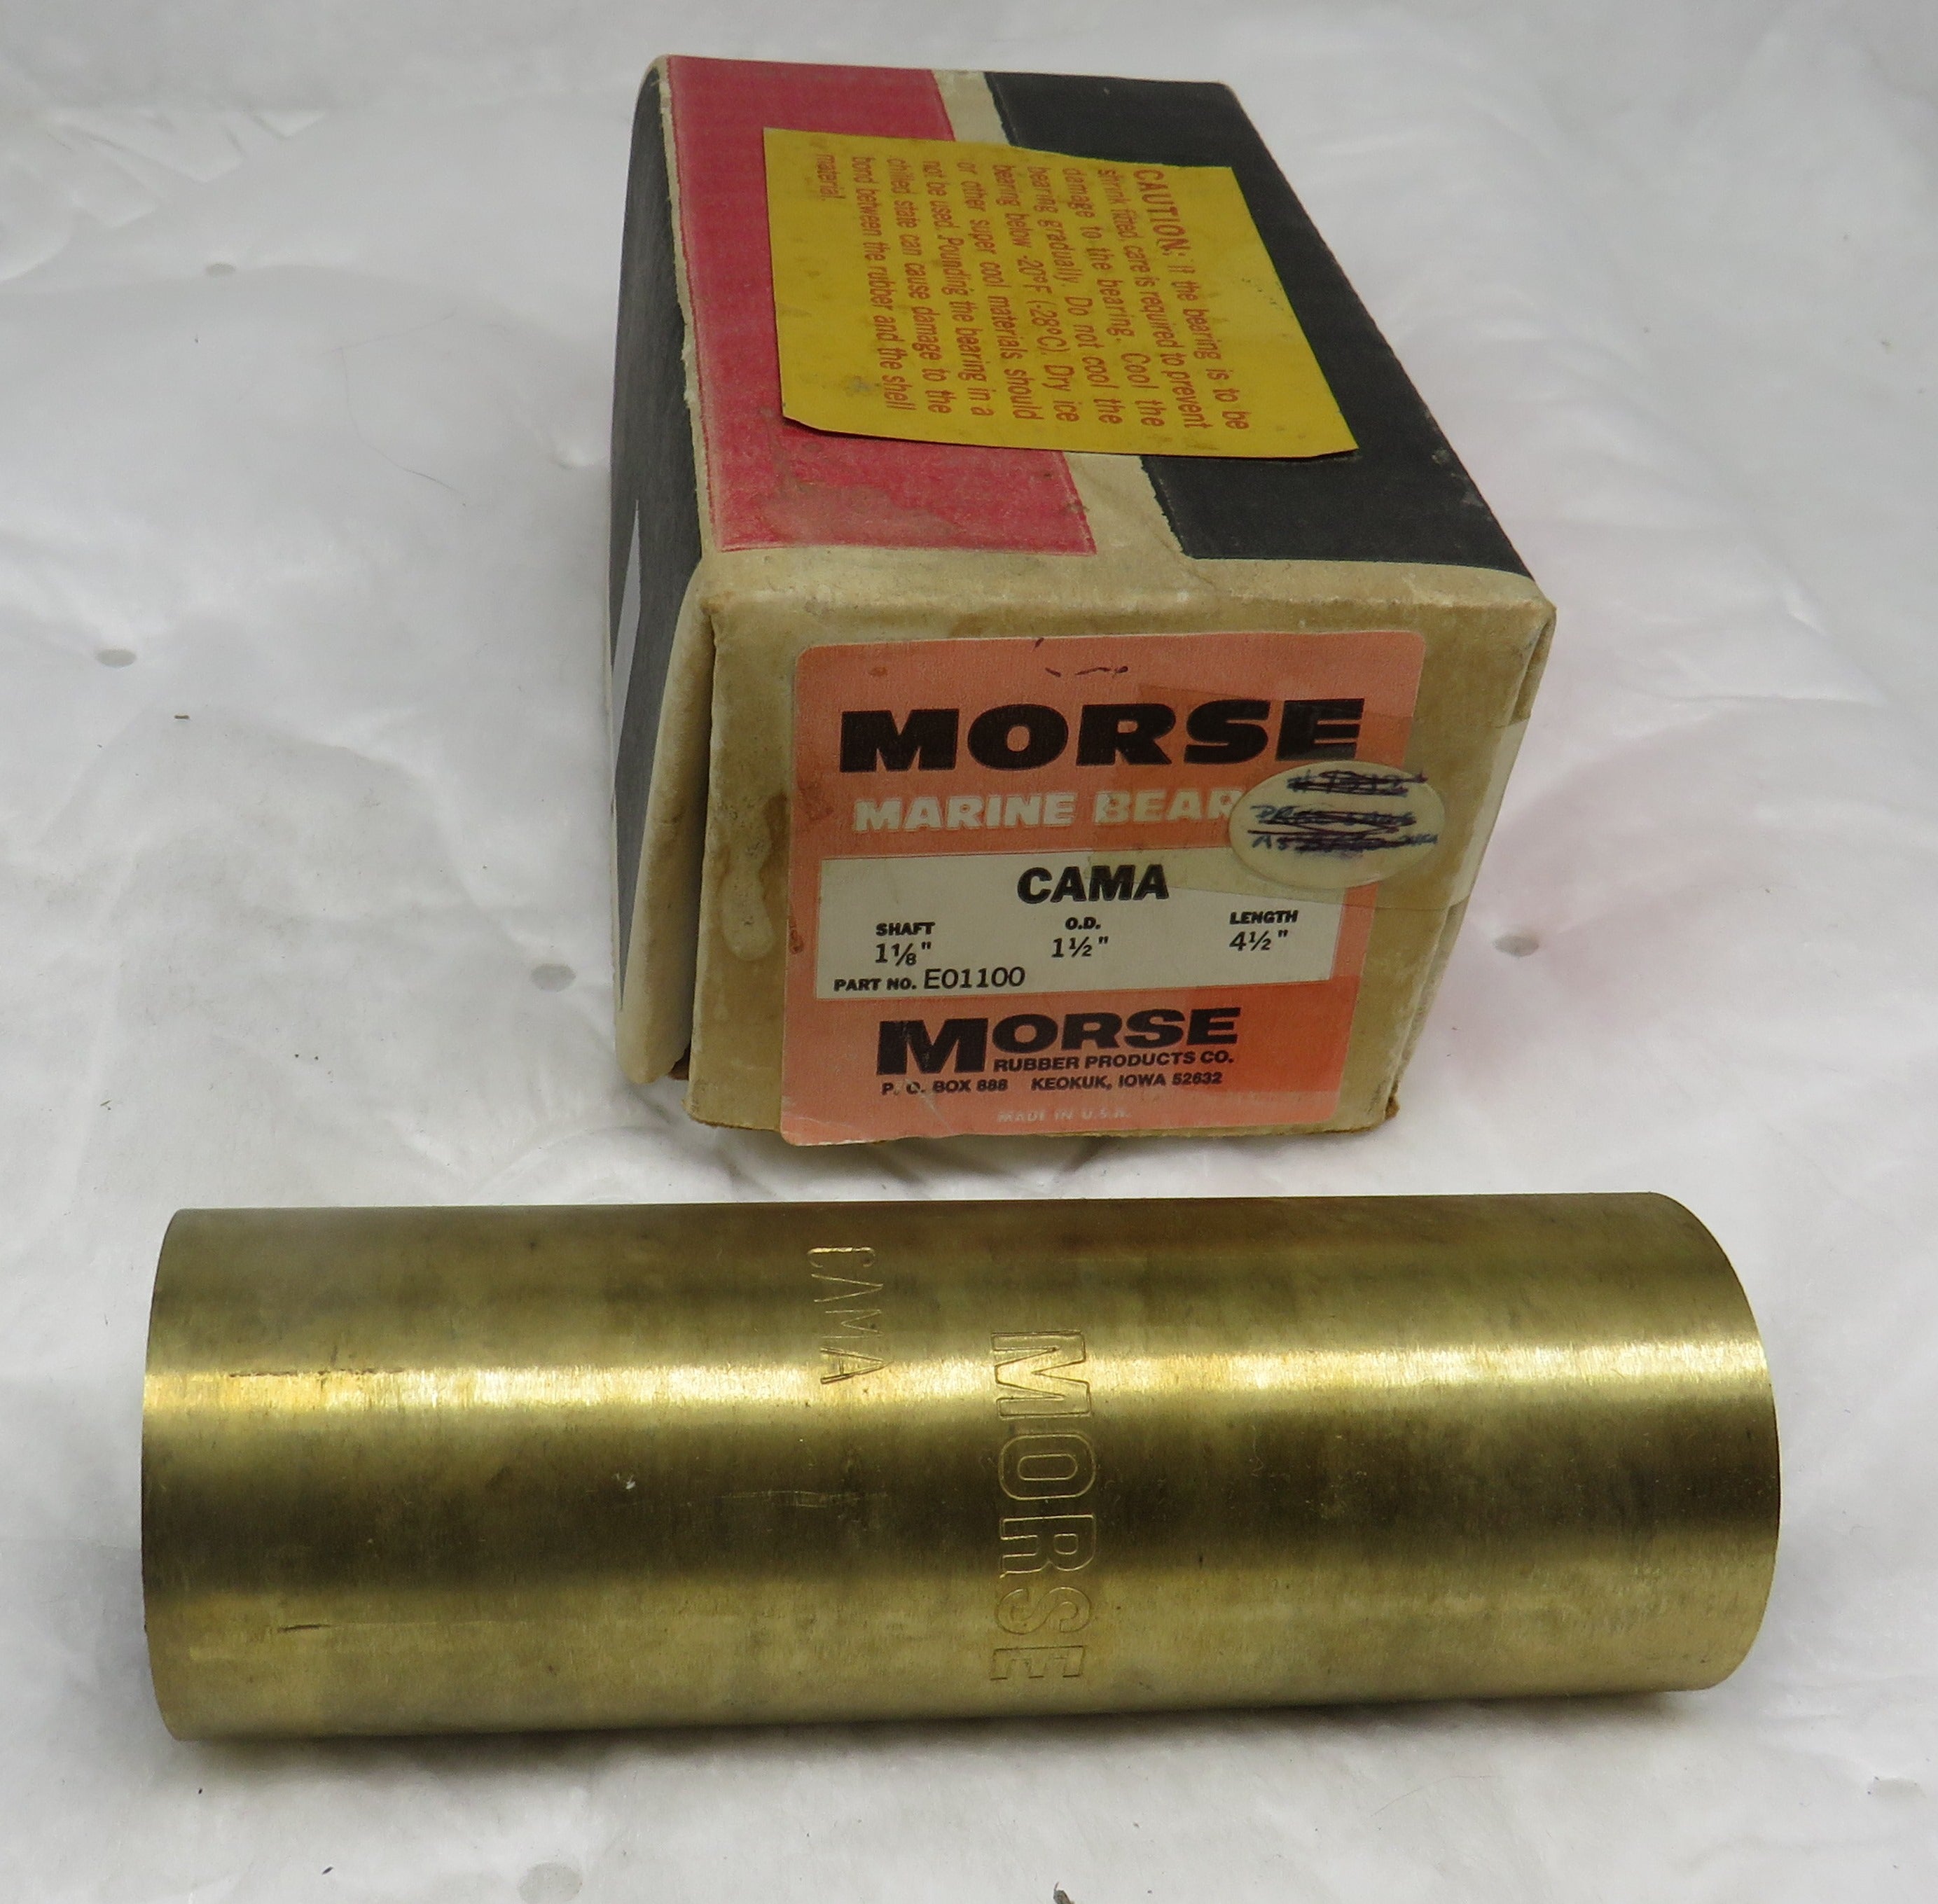 CAUTION: If the bearing is to be
shrink fitted care is required to prevent
damage to the bearing. Cool the
bearing gradually. Do not cool the
bearing below -20°F (-28°C). Dry ice
or other super cool materials should
not be used. Pounding the bearing in a
chilled state can cause damage to the
bond between the rubber and the shell
material.
MORSE
MARINE BEAR
CAMA
SHAFT O.D. LENGTH
1⅛" 1½" 4½"
PART NO. E01100
MORSE
RUBBER PRODUCTS CO.
P. O. BOX 888 KEOKUK, IOWA 52632
MADE IN U.S.A.
CAMA
MORSE